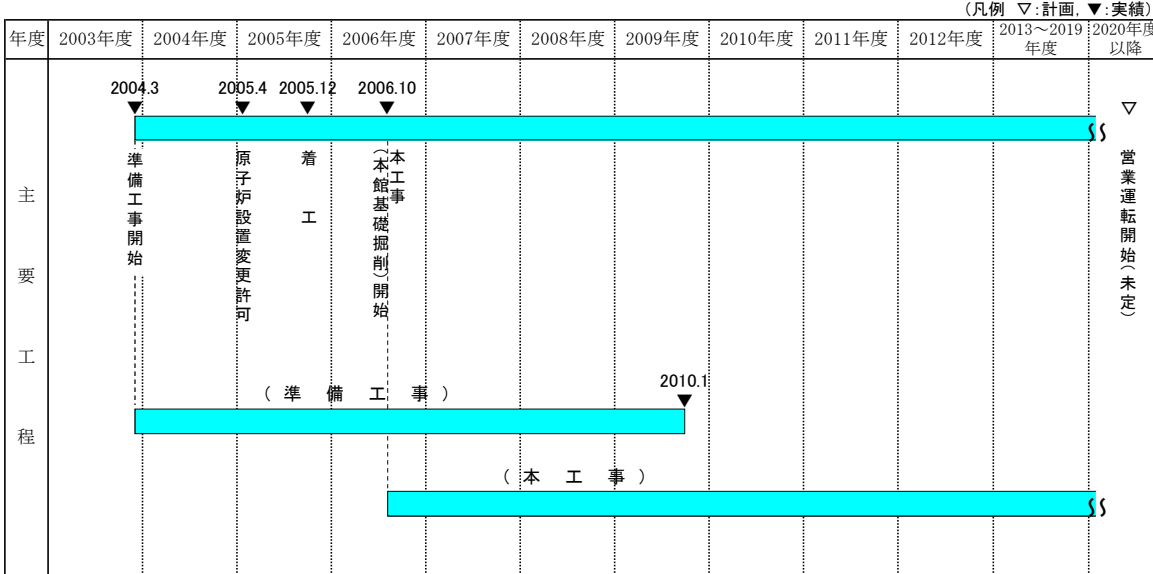 (凡例 ▽:計画, ▼:実績)
年度 2003年度 2004年度 2005年度 2006年度 2007年度 2008年度 2009年度 2010年度 2011年度 2012年度 2013~2019年度 2020年度以降
2004.3 2005.4 2005.12 2006.10
▼ ▼ ▼ ▼ ▽
主要工程
準備工事開始
原子炉設置変更許可
着工
本工事
(本館基礎掘削)開始
営業運転開始(未定)
(準備工事)
2010.1
▼
(本工事)